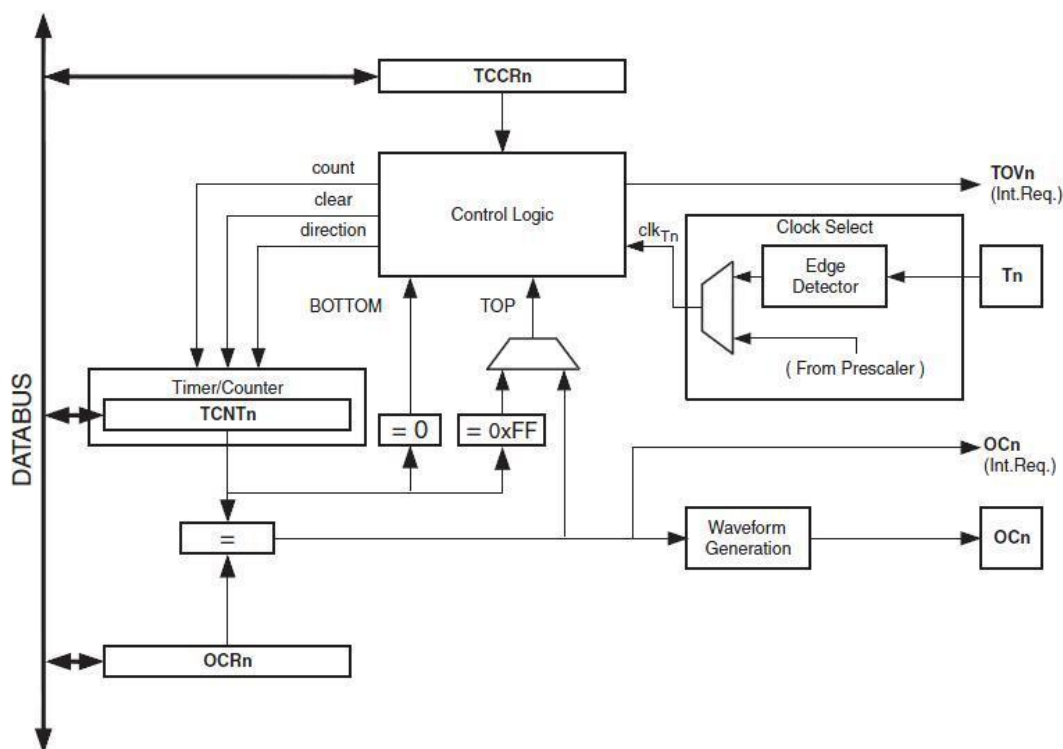 TCCRn
count
clear
direction
Control Logic
TOVn
(Int.Req.)
clkTn
Clock Select
Edge
Detector
Tn
( From Prescaler )
BOTTOM
TOP
Timer/Counter
TCNTn
= 0
= 0xFF
DATABUS
OCn
(Int.Req.)
=
Waveform
Generation
OCn
OCRn